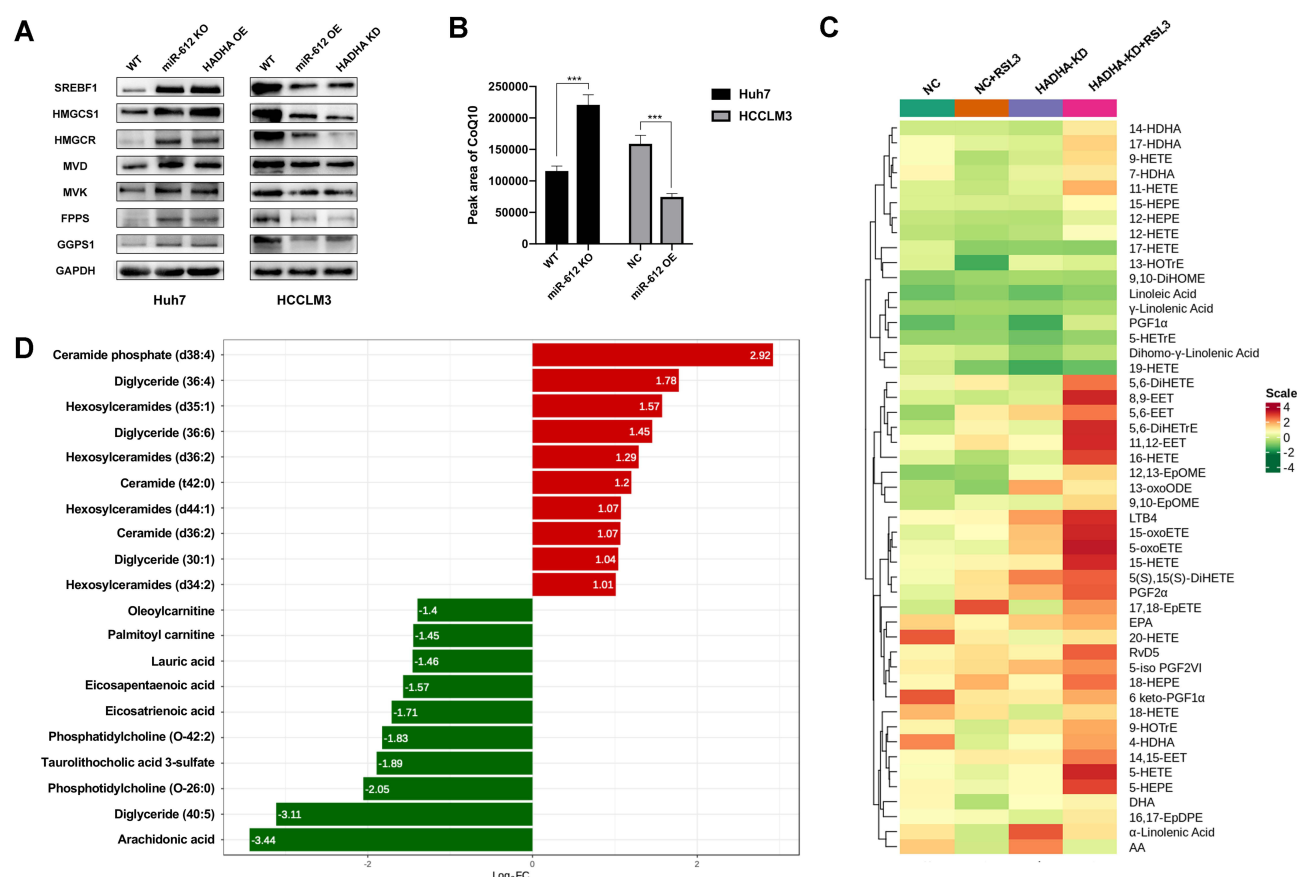 A
WT
miR-612 KO
HADHA OE
WT
miR-612 OE
HADHA KD
SREBF1
HMGCS1
HMGCR
MVD
MVK
FPPS
GGPS1
GAPDH
Huh7
HCCLM3
B
Peak area of CoQ10
250000
200000
150000
100000
50000
0
***
***
WT
miR-612 KO
NC
miR-612 OE
Huh7
HCCLM3
C
NC
NC+RSL3
HADHA-KD
HADHA-KD+RSL3
14-HDHA
17-HDHA
9-HETE
7-HDHA
11-HETE
15-HEPE
12-HEPE
12-HETE
17-HETE
13-HOTrE
9,10-DiHOME
Linoleic Acid
γ-Linolenic Acid
PGF1α
5-HETrE
Dihomo-γ-Linolenic Acid
19-HETE
5,6-DiHETE
8,9-EET
5,6-EET
5,6-DiHETrE
11,12-EET
16-HETE
12,13-EpOME
13-oxoODE
9,10-EpOME
LTB4
15-oxoETE
5-oxoETE
15-HETE
5(S),15(S)-DiHETE
PGF2α
17,18-EpETE
EPA
20-HETE
RvD5
5-iso PGF2VI
18-HEPE
6 keto-PGF1α
18-HETE
9-HOTrE
4-HDHA
14,15-EET
5-HETE
5-HEPE
DHA
16,17-EpDPE
α-Linolenic Acid
AA
Scale
4
2
0
-2
-4
D
Ceramide phosphate (d38:4) 2.92
Diglyceride (36:4) 1.78
Hexosylceramides (d35:1) 1.57
Diglyceride (36:6) 1.45
Hexosylceramides (d36:2) 1.29
Ceramide (t42:0) 1.2
Hexosylceramides (d44:1) 1.07
Ceramide (d36:2) 1.07
Diglyceride (30:1) 1.04
Hexosylceramides (d34:2) 1.01
Oleoylcarnitine -1.4
Palmitoyl carnitine -1.45
Lauric acid -1.46
Eicosapentaenoic acid -1.57
Eicosatrienoic acid -1.71
Phosphatidylcholine (O-42:2) -1.83
Taurolithocholic acid 3-sulfate -1.89
Phosphotidylcholine (O-26:0) -2.05
Diglyceride (40:5) -3.11
Arachidonic acid -3.44
-2 0 2